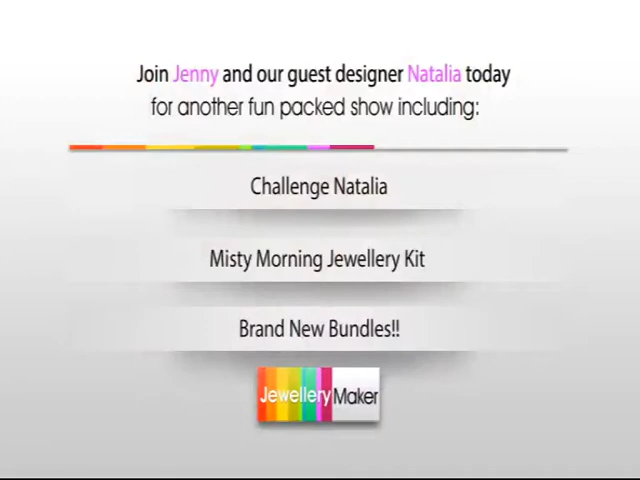 Join Jenny and our guest designer Natalia today
for another fun packed show including:
Challenge Natalia
Misty Morning Jewellery Kit
Brand New Bundles!!
JewelleryMaker